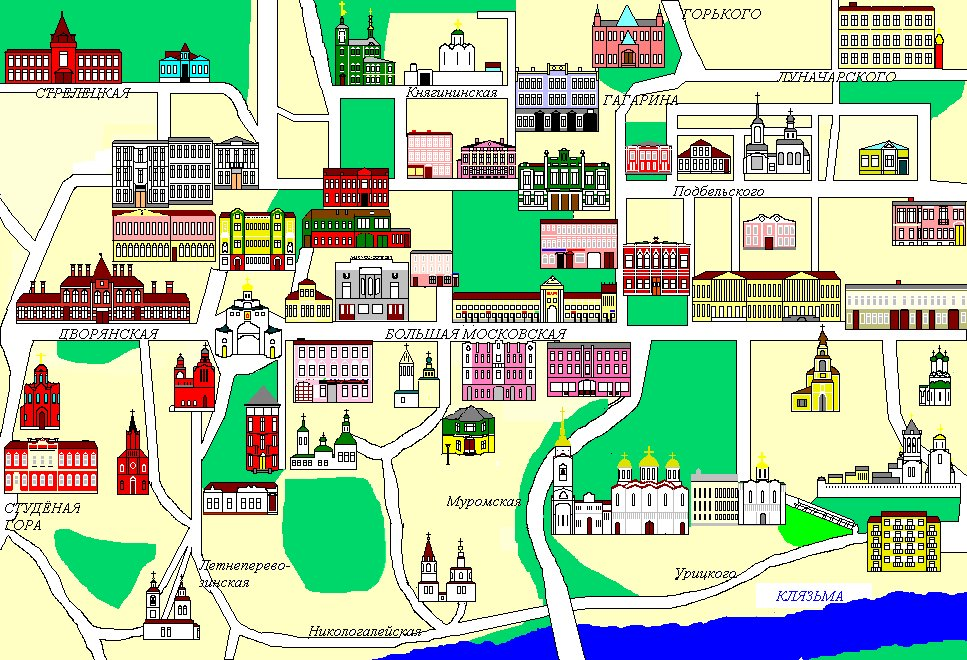 ГОРЬКОГО
ЛУНАЧАРСКОГО
СТРЕЛЕЦКАЯ
Княгининская
ГАГАРИНА
Подбельского
ДВОРЯНСКАЯ
БОЛЬШАЯ МОСКОВСКАЯ
Муромская
СТУДЁНАЯ
ГОРА
Летнеперево-
зинская
Урицкого
КЛЯЗЬМА
Никологалейская